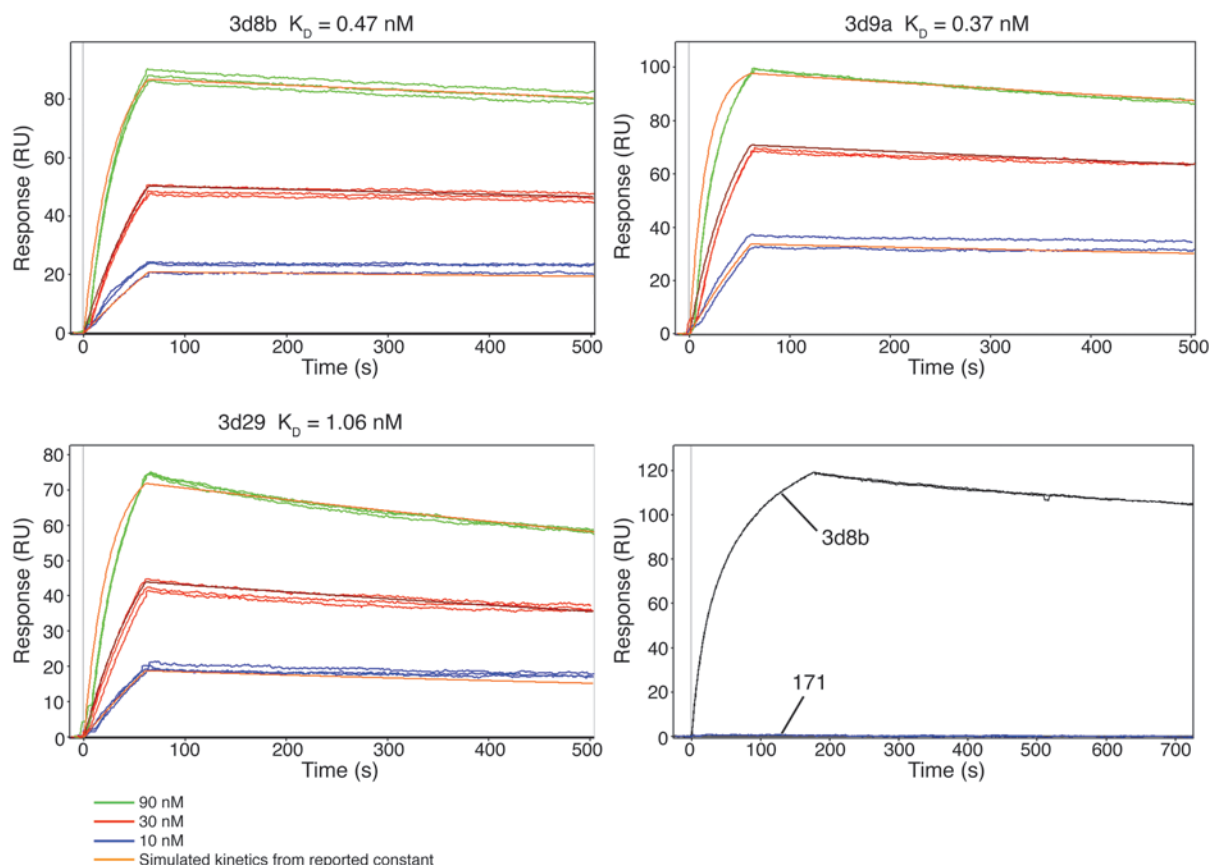 3d8b K_D = 0.47 nM
Response (RU)
80
60
40
20
0
0 100 200 300 400 500
Time (s)
3d9a K_D = 0.37 nM
Response (RU)
100
80
60
40
20
0
0 100 200 300 400 500
Time (s)
3d29 K_D = 1.06 nM
Response (RU)
80
70
60
50
40
30
20
10
0
0 100 200 300 400 500
Time (s)
Response (RU)
120
100
80
60
40
20
0
3d8b
171
0 100 200 300 400 500 600 700
Time (s)
90 nM
30 nM
10 nM
Simulated kinetics from reported constant